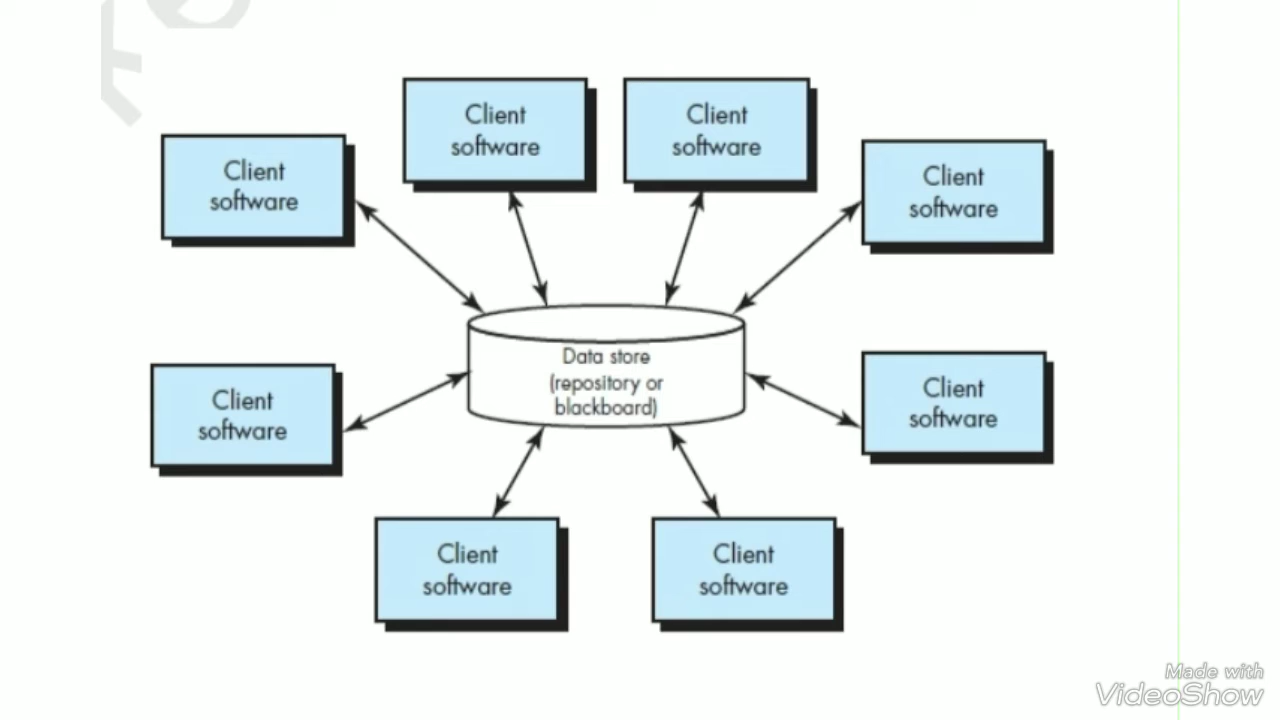 Client
software
Client
software
Client
software
Client
software
Data store
(repository or
blackboard)
Client
software
Client
software
Client
software
Client
software
Made with
VideoShow